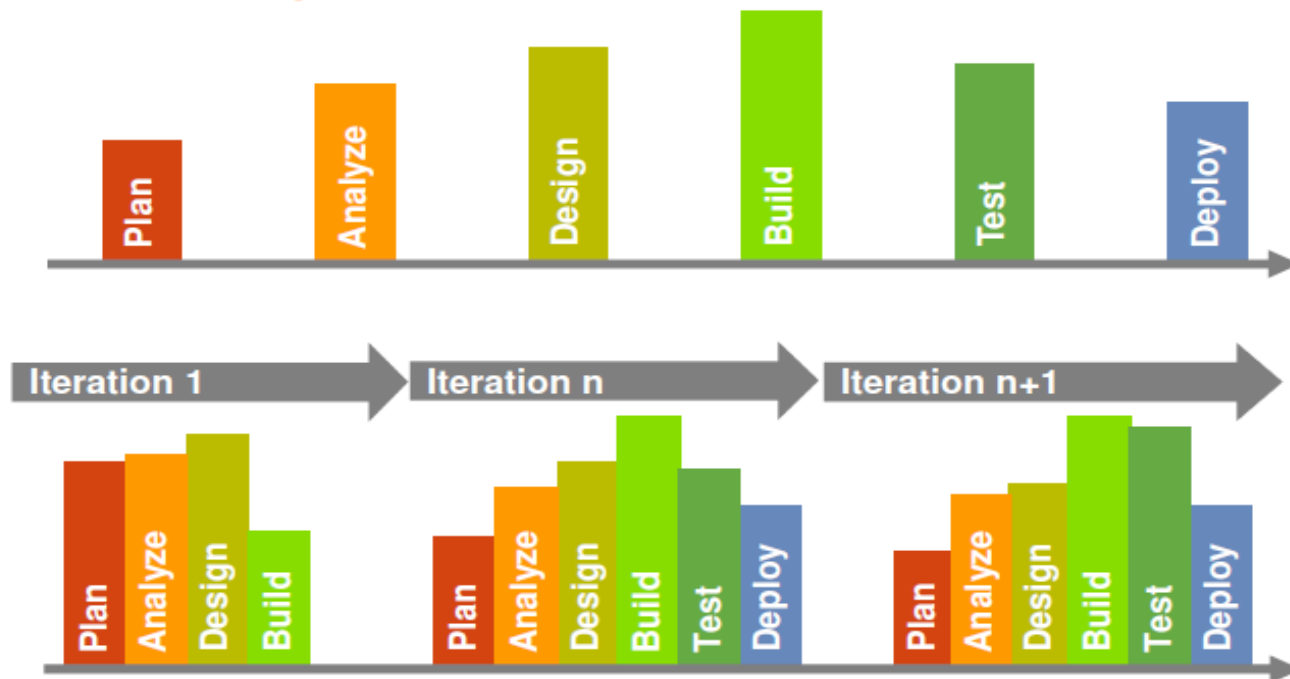 Plan
Analyze
Design
Build
Test
Deploy
Iteration 1
Iteration n
Iteration n+1
Plan
Analyze
Design
Build
Plan
Analyze
Design
Build
Test
Deploy
Plan
Analyze
Design
Build
Test
Deploy